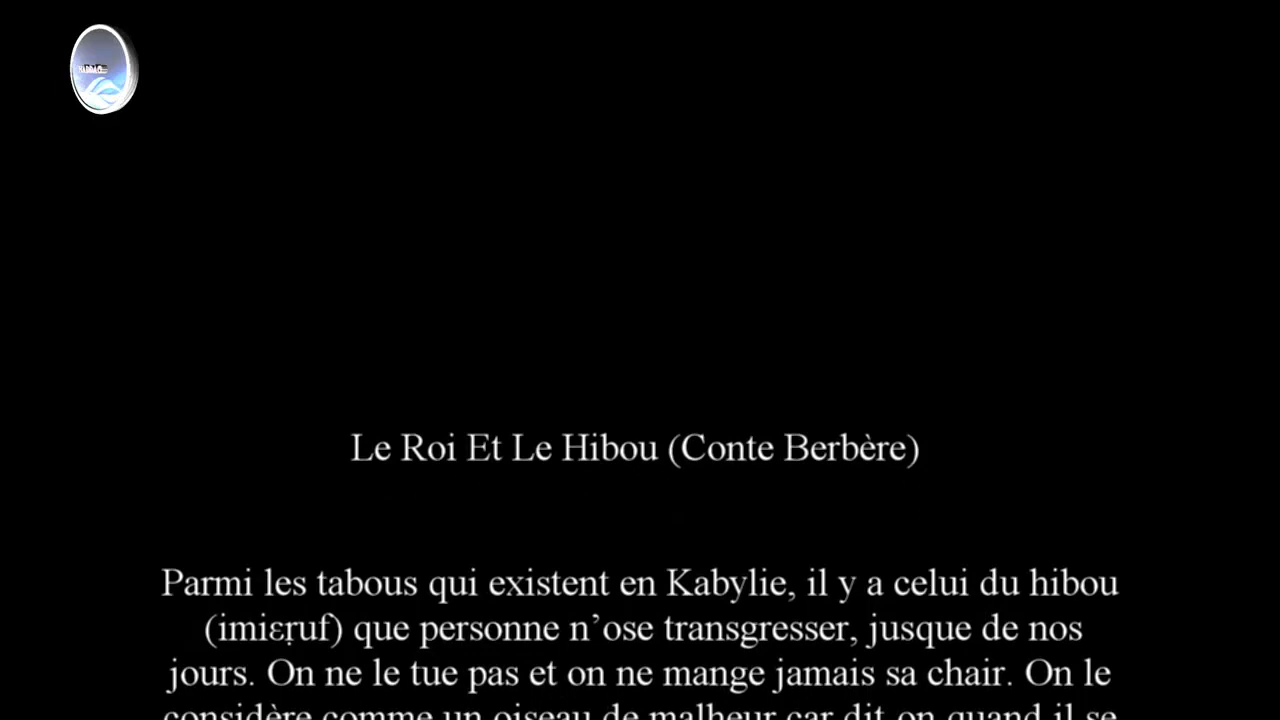 Le Roi Et Le Hibou (Conte Berbère)
Parmi les tabous qui existent en Kabylie, il y a celui du hibou
(imiɛṛuf) que personne n’ose transgresser, jusque de nos
jours. On ne le tue pas et on ne mange jamais sa chair. On le
considère comme un oiseau de malheur car dit-on quand il se